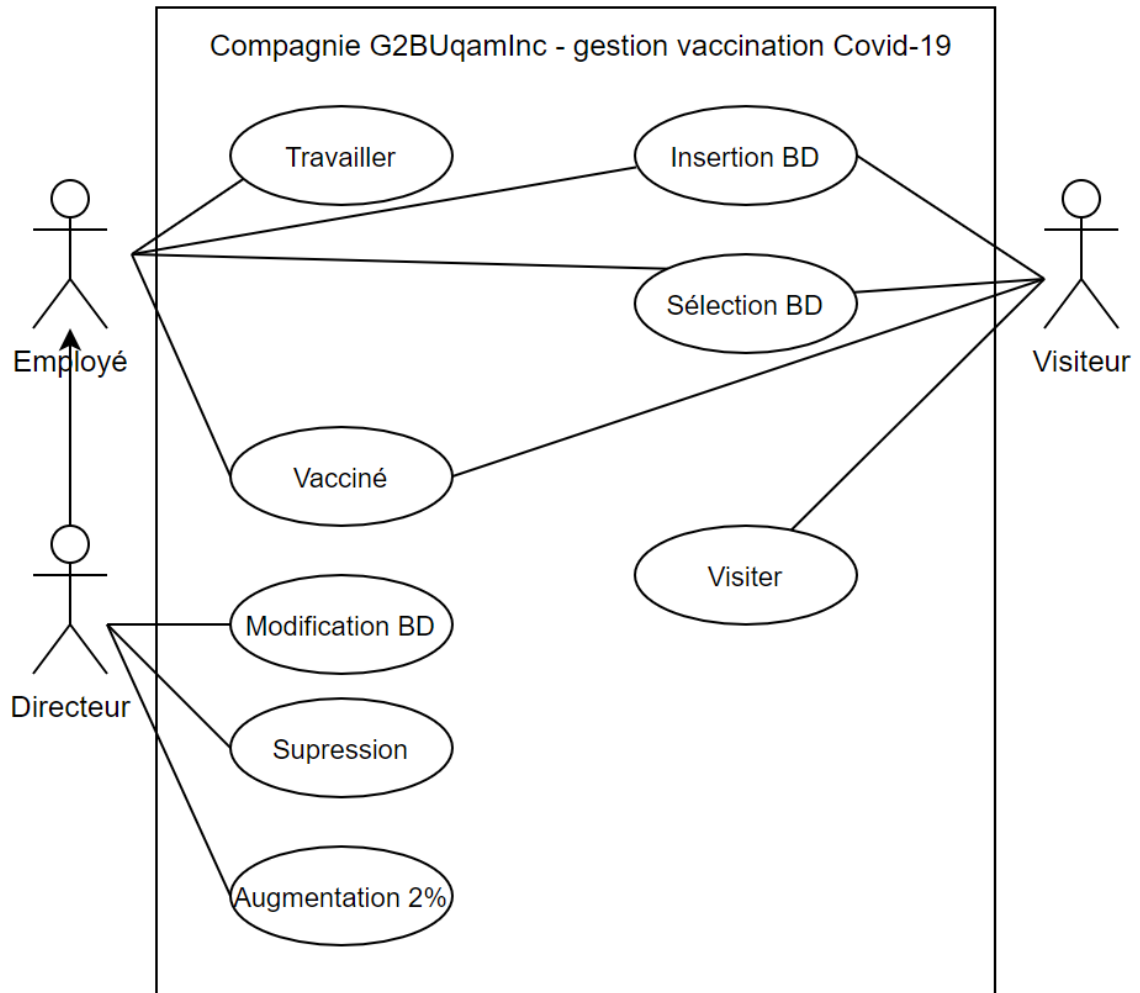 Compagnie G2BUqamInc - gestion vaccination Covid-19
Travailler
Insertion BD
Sélection BD
Employé
Visiteur
Vacciné
Visiter
Modification BD
Directeur
Supression
Augmentation 2%